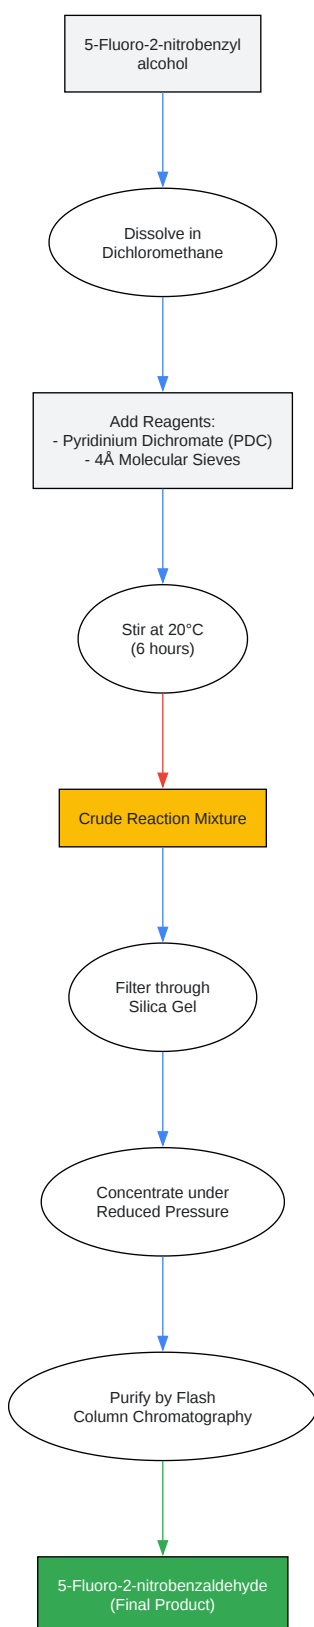 5-Fluoro-2-nitrobenzyl
alcohol
Dissolve in
Dichloromethane
Add Reagents:
- Pyridinium Dichromate (PDC)
- 4Å Molecular Sieves
Stir at 20°C
(6 hours)
Crude Reaction Mixture
Filter through
Silica Gel
Concentrate under
Reduced Pressure
Purify by Flash
Column Chromatography
5-Fluoro-2-nitrobenzaldehyde
(Final Product)